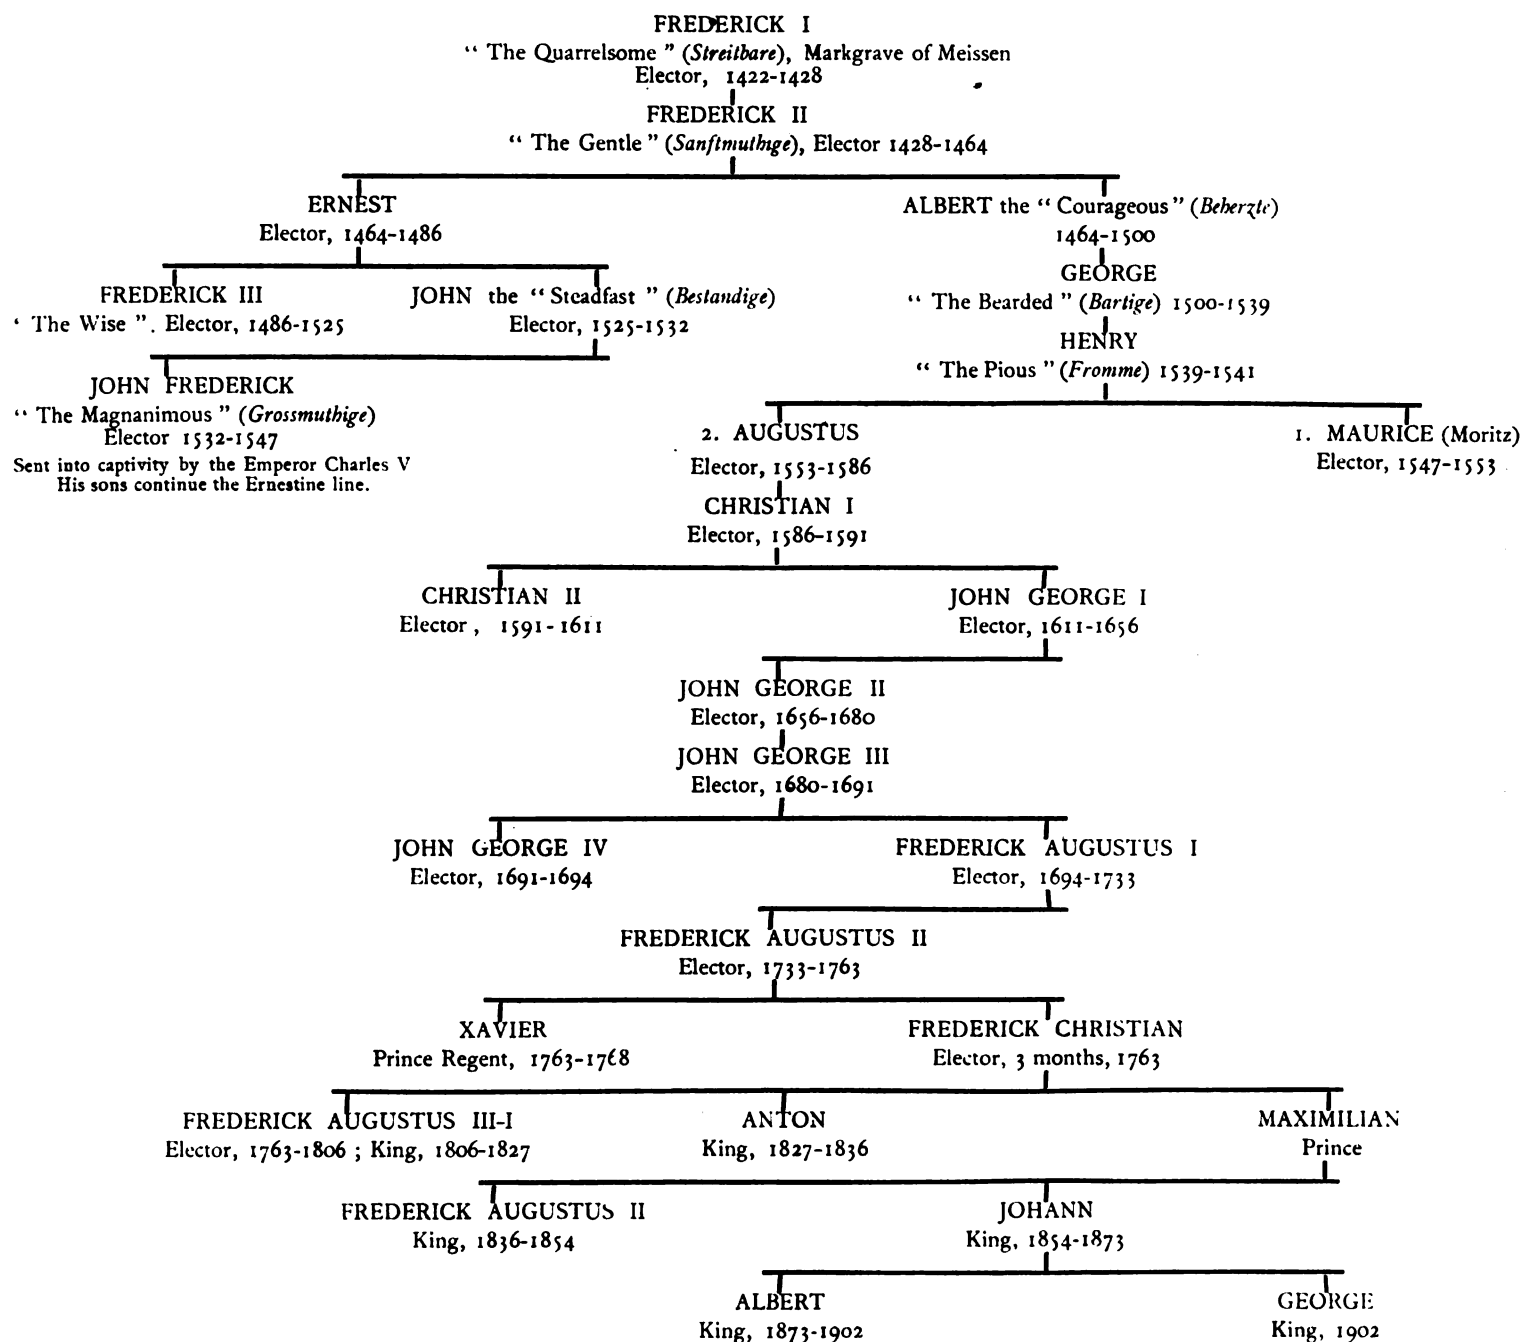 FREDERICK I
“ The Quarrelsome ” (Streitbare), Markgrave of Meissen
Elector, 1422-1428
FREDERICK II
“ The Gentle ” (Sanftmuthige), Elector 1428-1464
ERNEST
Elector, 1464-1486
ALBERT the “ Courageous ” (Beherzte)
1464-1500
GEORGE
“ The Bearded ” (Bartige) 1500-1539
FREDERICK III
‘ The Wise ”. Elector, 1486-1525
JOHN the “ Steadfast ” (Bestandige)
Elector, 1525-1532
HENRY
“ The Pious ” (Fromme) 1539-1541
JOHN FREDERICK
“ The Magnanimous ” (Grossmuthige)
Elector 1532-1547
Sent into captivity by the Emperor Charles V
His sons continue the Ernestine line.
2. AUGUSTUS
Elector, 1553-1586
1. MAURICE (Moritz)
Elector, 1547-1553
CHRISTIAN I
Elector, 1586-1591
CHRISTIAN II
Elector, 1591-1611
JOHN GEORGE I
Elector, 1611-1656
JOHN GEORGE II
Elector, 1656-1680
JOHN GEORGE III
Elector, 1680-1691
JOHN GEORGE IV
Elector, 1691-1694
FREDERICK AUGUSTUS I
Elector, 1694-1733
FREDERICK AUGUSTUS II
Elector, 1733-1763
XAVIER
Prince Regent, 1763-1768
FREDERICK CHRISTIAN
Elector, 3 months, 1763
FREDERICK AUGUSTUS III-I
Elector, 1763-1806 ; King, 1806-1827
ANTON
King, 1827-1836
MAXIMILIAN
Prince
FREDERICK AUGUSTUS II
King, 1836-1854
JOHANN
King, 1854-1873
ALBERT
King, 1873-1902
GEORGE
King, 1902